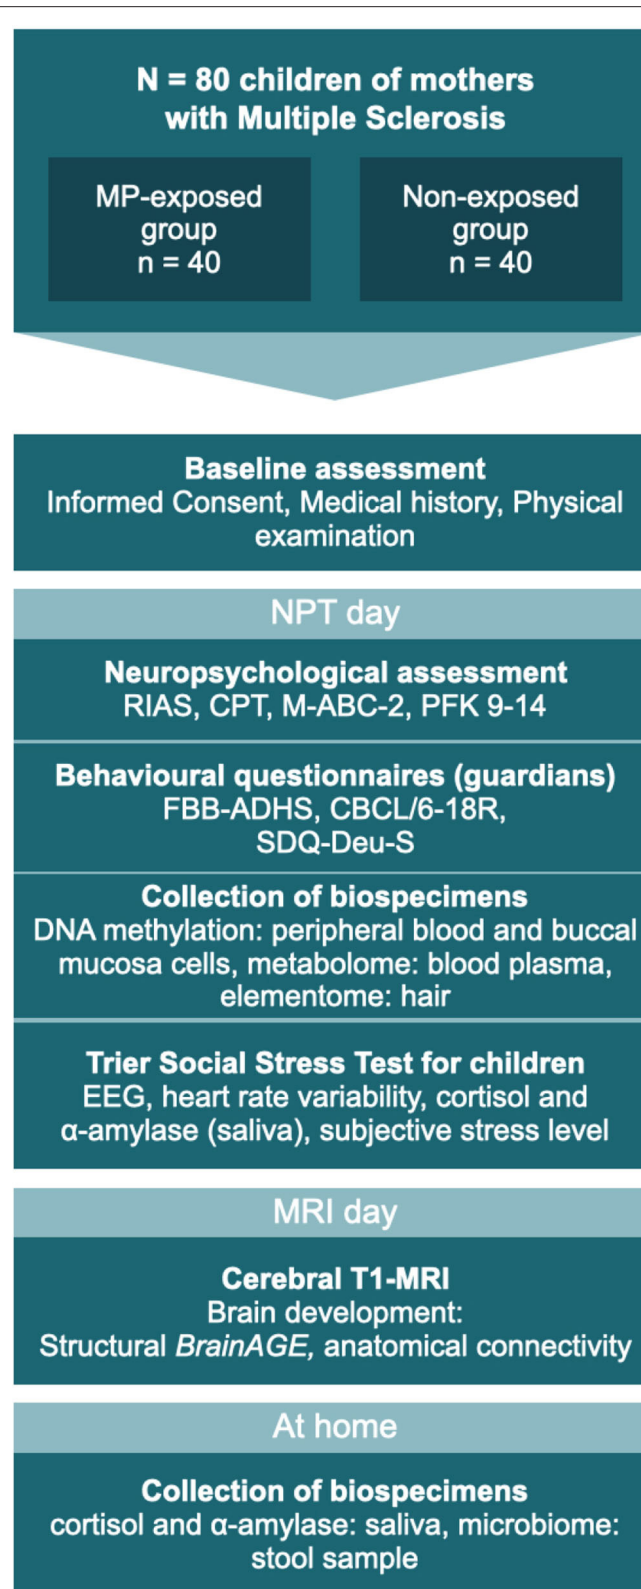 N = 80 children of mothers
with Multiple Sclerosis
MP-exposed
group
n = 40
Non-exposed
group
n = 40
Baseline assessment
Informed Consent, Medical history, Physical
examination
NPT day
Neuropsychological assessment
RIAS, CPT, M-ABC-2, PFK 9-14
Behavioural questionnaires (guardians)
FBB-ADHS, CBCL/6-18R,
SDQ-Deu-S
Collection of biospecimens
DNA methylation: peripheral blood and buccal
mucosa cells, metabolome: blood plasma,
elementome: hair
Trier Social Stress Test for children
EEG, heart rate variability, cortisol and
α-amylase (saliva), subjective stress level
MRI day
Cerebral T1-MRI
Brain development:
Structural BrainAGE, anatomical connectivity
At home
Collection of biospecimens
cortisol and α-amylase: saliva, microbiome:
stool sample